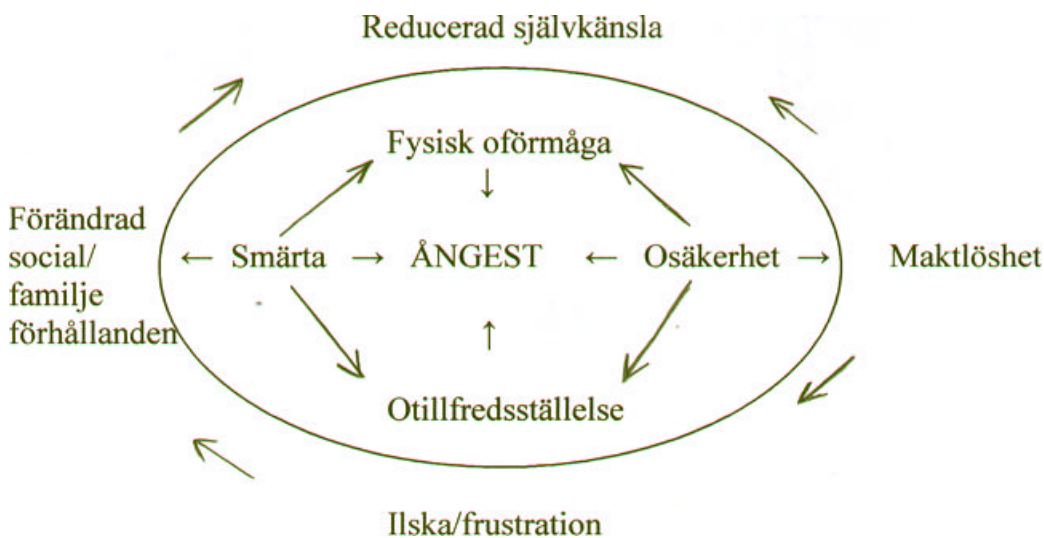 Reducerad självkänsla
Fysisk oförmåga
Förändrad
social/
familje
förhållanden
Smärta
ÅNGEST
Osäkerhet
Maktlöshet
Otillfredsställelse
Ilska/frustration